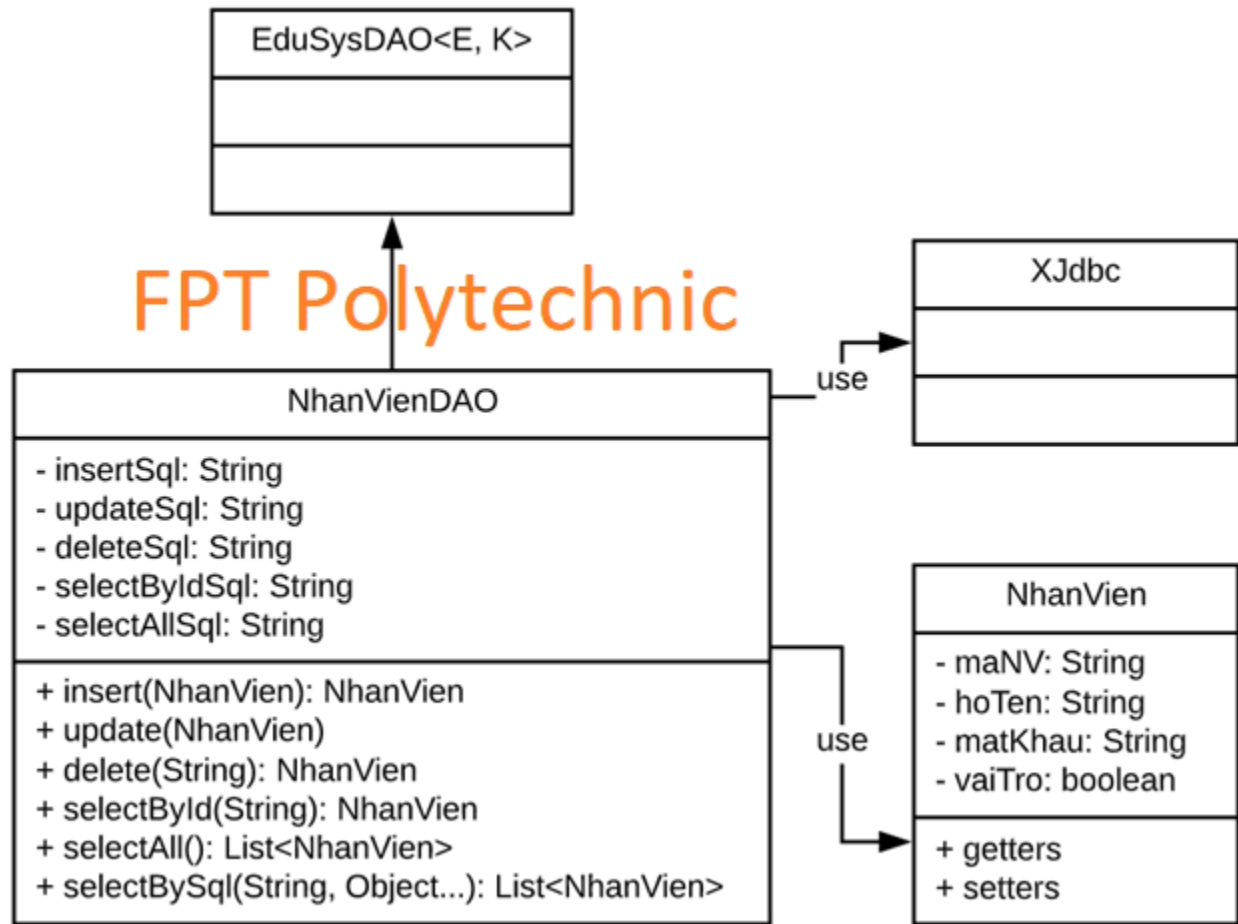 EduSysDAO<E, K>
FPT Polytechnic
XJdbc
use
NhanVienDAO
- insertSql: String
- updateSql: String
- deleteSql: String
- selectByIdSql: String
- selectAllSql: String
+ insert(NhanVien): NhanVien
+ update(NhanVien)
+ delete(String): NhanVien
+ selectById(String): NhanVien
+ selectAll(): List<NhanVien>
+ selectBySql(String, Object...): List<NhanVien>
use
NhanVien
- maNV: String
- hoTen: String
- matKhau: String
- vaiTro: boolean
+ getters
+ setters